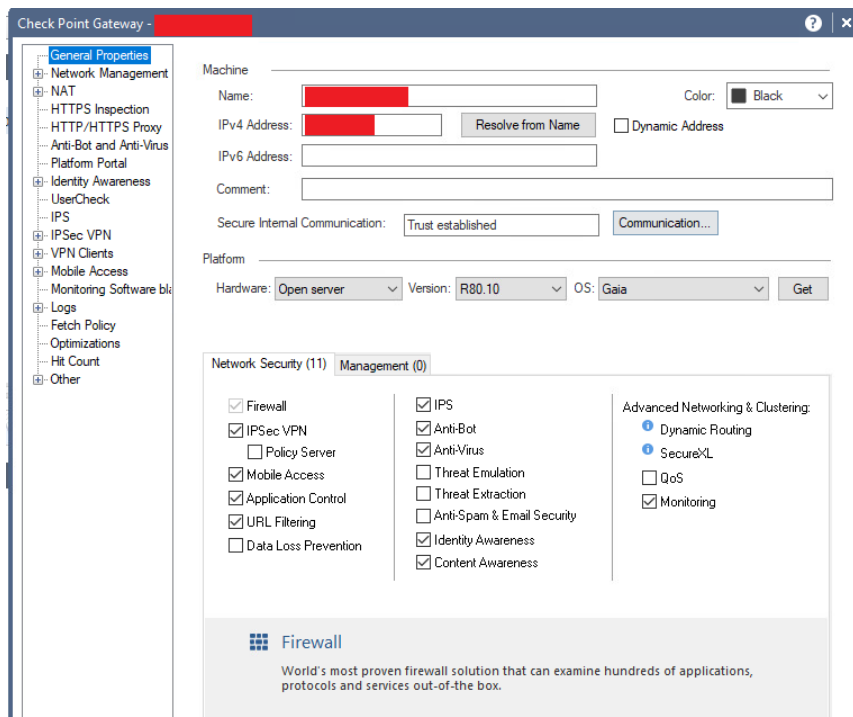 Check Point Gateway -
?
General Properties
Network Management
NAT
HTTPS Inspection
HTTP/HTTPS Proxy
Anti-Bot and Anti-Virus
Platform Portal
Identity Awareness
UserCheck
IPS
IPSec VPN
VPN Clients
Mobile Access
Monitoring Software bla
Logs
Fetch Policy
Optimizations
Hit Count
Other
Machine
Name:
Color: Black
IPv4 Address: Resolve from Name Dynamic Address
IPv6 Address:
Comment:
Secure Internal Communication: Trust established Communication...
Platform
Hardware: Open server Version: R80.10 OS: Gaia Get
Network Security (11) Management (0)
Firewall
IPSec VPN
Policy Server
Mobile Access
Application Control
URL Filtering
Data Loss Prevention
IPS
Anti-Bot
Anti-Virus
Threat Emulation
Threat Extraction
Anti-Spam & Email Security
Identity Awareness
Content Awareness
Advanced Networking & Clustering:
Dynamic Routing
SecureXL
QoS
Monitoring
Firewall
World's most proven firewall solution that can examine hundreds of applications,
protocols and services out-of-the box.